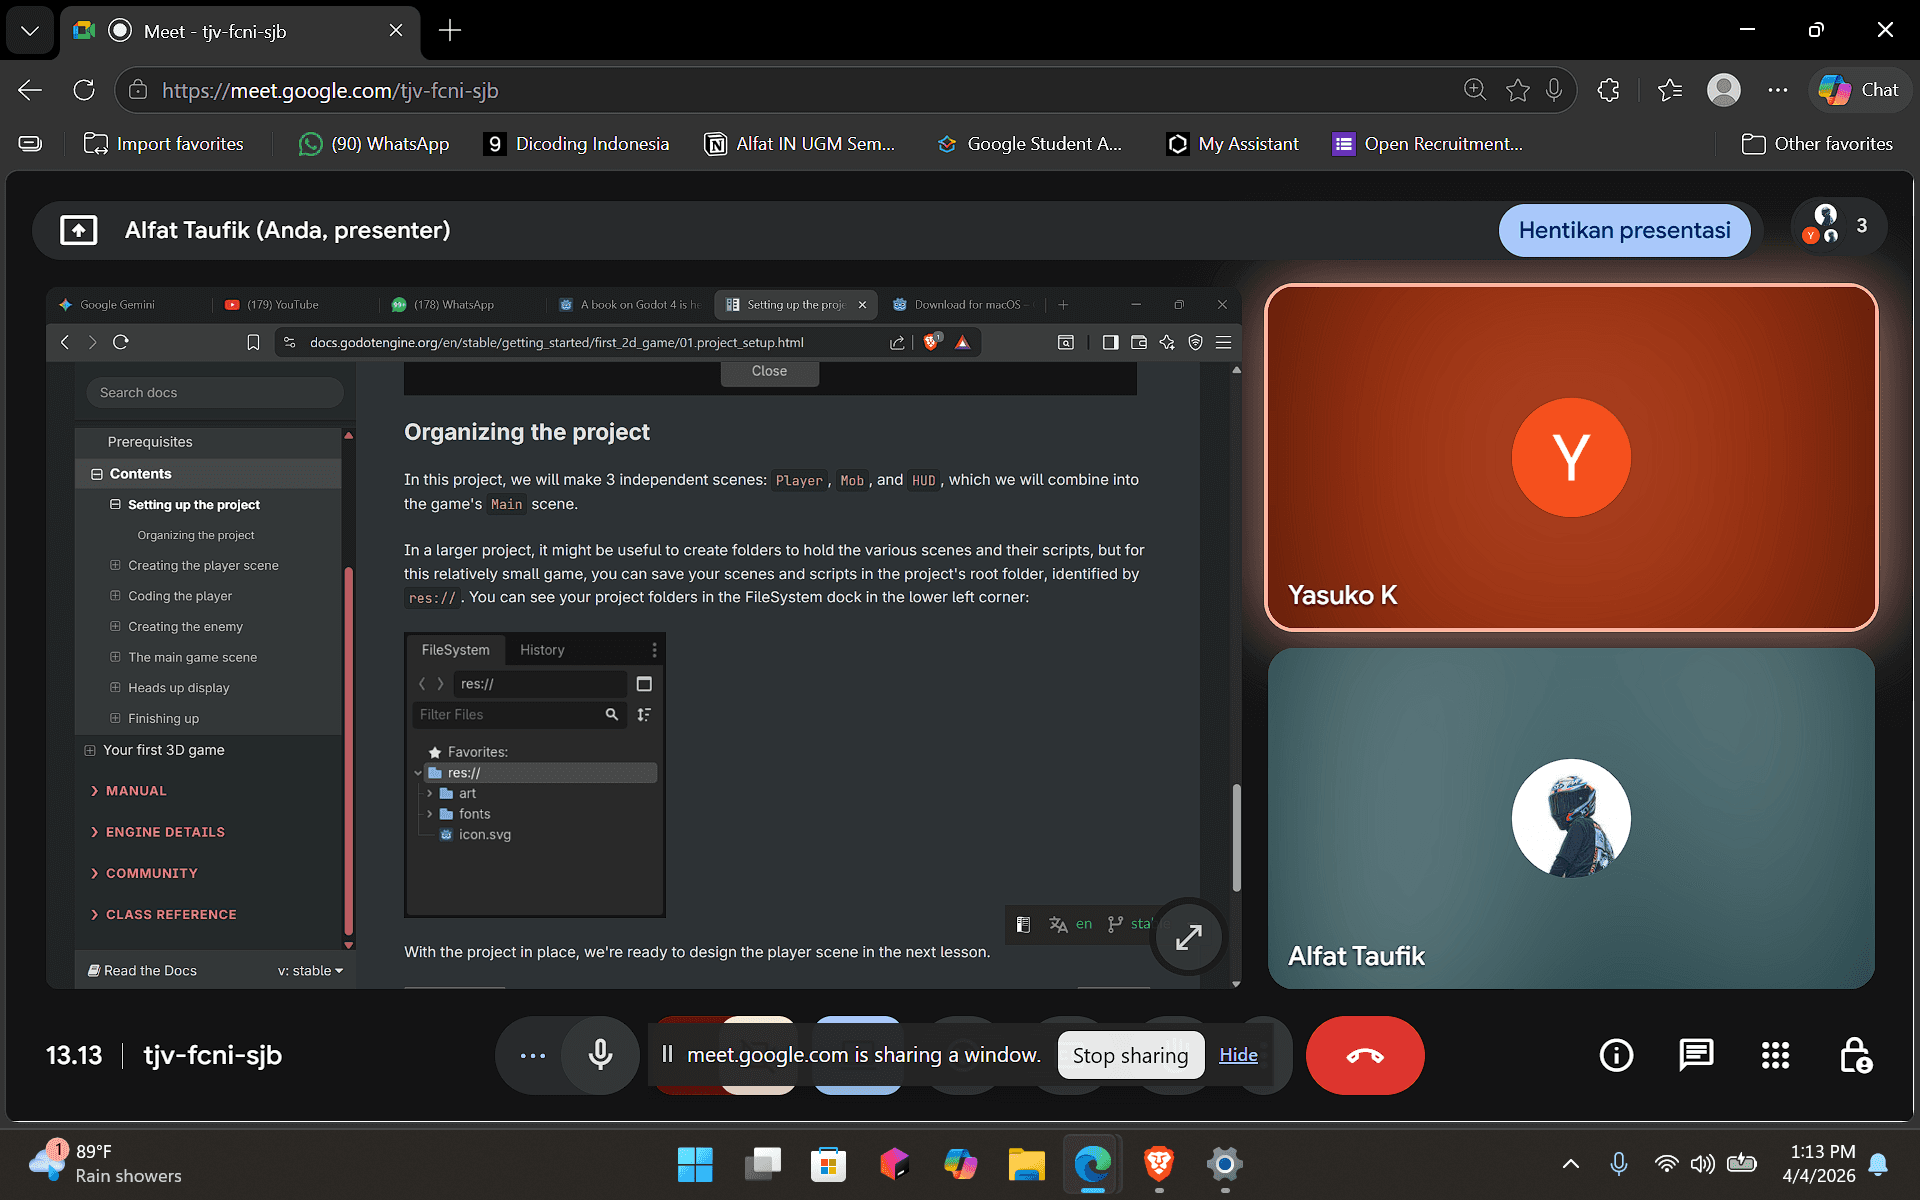 Meet - tjv-fcni-sjb
https://meet.google.com/tjv-fcni-sjb
Chat
Import favorites
(90) WhatsApp
Dicoding Indonesia
Alfat IN UGM Sem...
Google Student A...
My Assistant
Open Recruitment...
Other favorites
Alfat Taufik (Anda, presenter)
Hentikan presentasi
Y
3
Google Gemini
(179) YouTube
99+
(178) WhatsApp
A book on Godot 4 is he
Setting up the proje
Download for macOS –
docs.godotengine.org/en/stable/getting_started/first_2d_game/01.project_setup.html
1
Search docs
Prerequisites
Contents
Setting up the project
Organizing the project
Creating the player scene
Coding the player
Creating the enemy
The main game scene
Heads up display
Finishing up
Your first 3D game
MANUAL
ENGINE DETAILS
COMMUNITY
CLASS REFERENCE
Read the Docs
v: stable
Close
Organizing the project
In this project, we will make 3 independent scenes: Player, Mob, and HUD, which we will combine into
the game's Main scene.
In a larger project, it might be useful to create folders to hold the various scenes and their scripts, but for
this relatively small game, you can save your scenes and scripts in the project's root folder, identified by
res://. You can see your project folders in the FileSystem dock in the lower left corner:
FileSystem
History
res://
Filter Files
Favorites:
res://
art
fonts
icon.svg
en
With the project in place, we're ready to design the player scene in the next lesson.
Y
Yasuko K
Alfat Taufik
13.13
tjv-fcni-sjb
meet.google.com is sharing a window.
Stop sharing
Hide
1
89°F
Rain showers
1:13 PM
4/4/2026